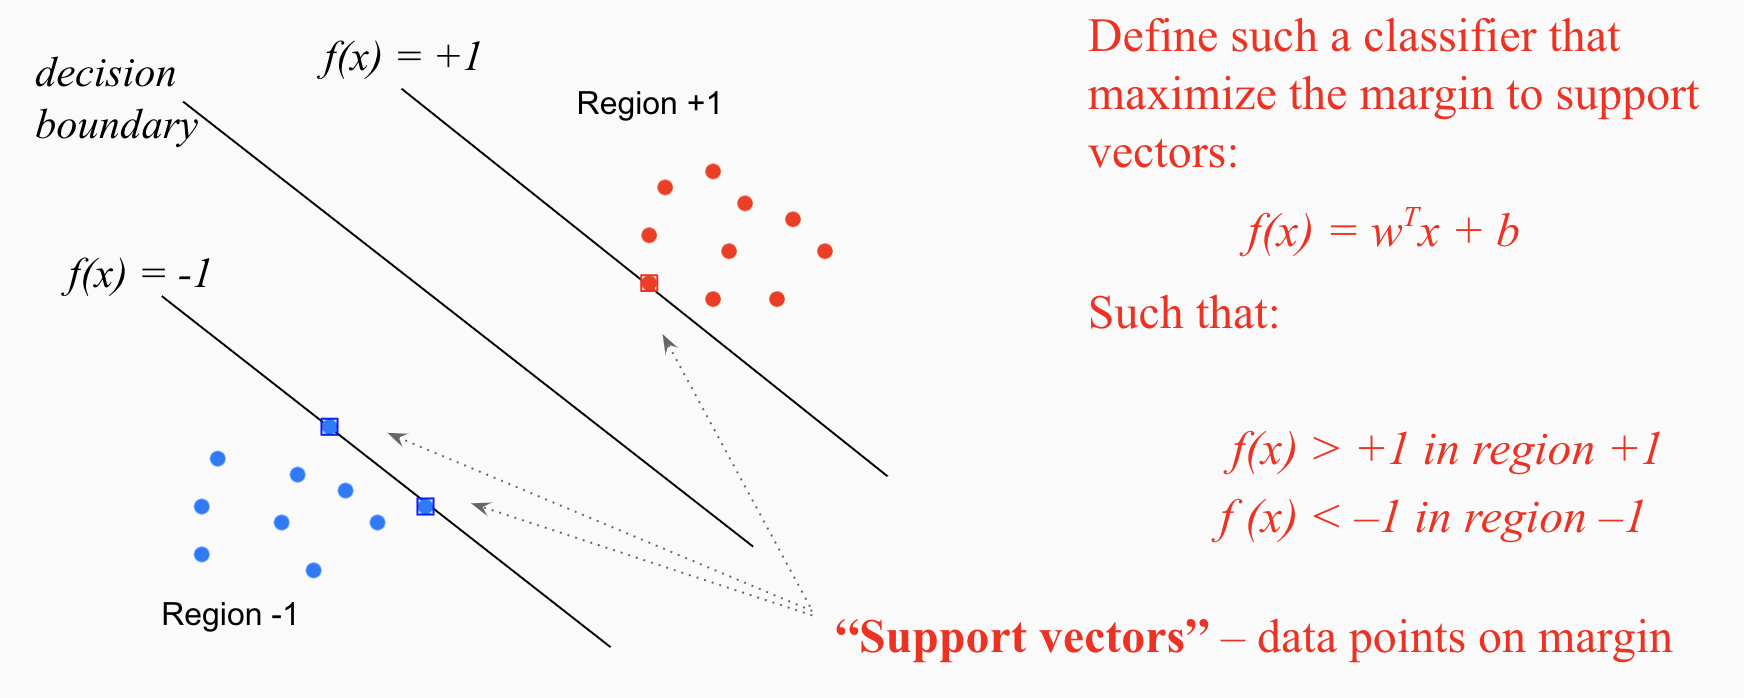 decision
boundary
f(x) = +1
Region +1
f(x) = -1
Region -1
Define such a classifier that
maximize the margin to support
vectors:
f(x) = wᵀx + b
Such that:
f(x) > +1 in region +1
f (x) < –1 in region –1
“Support vectors” – data points on margin